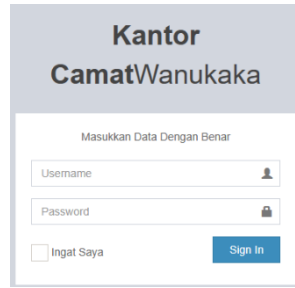 Kantor
CamatWanukaka
Masukkan Data Dengan Benar
Username
Password
Ingat Saya
Sign In